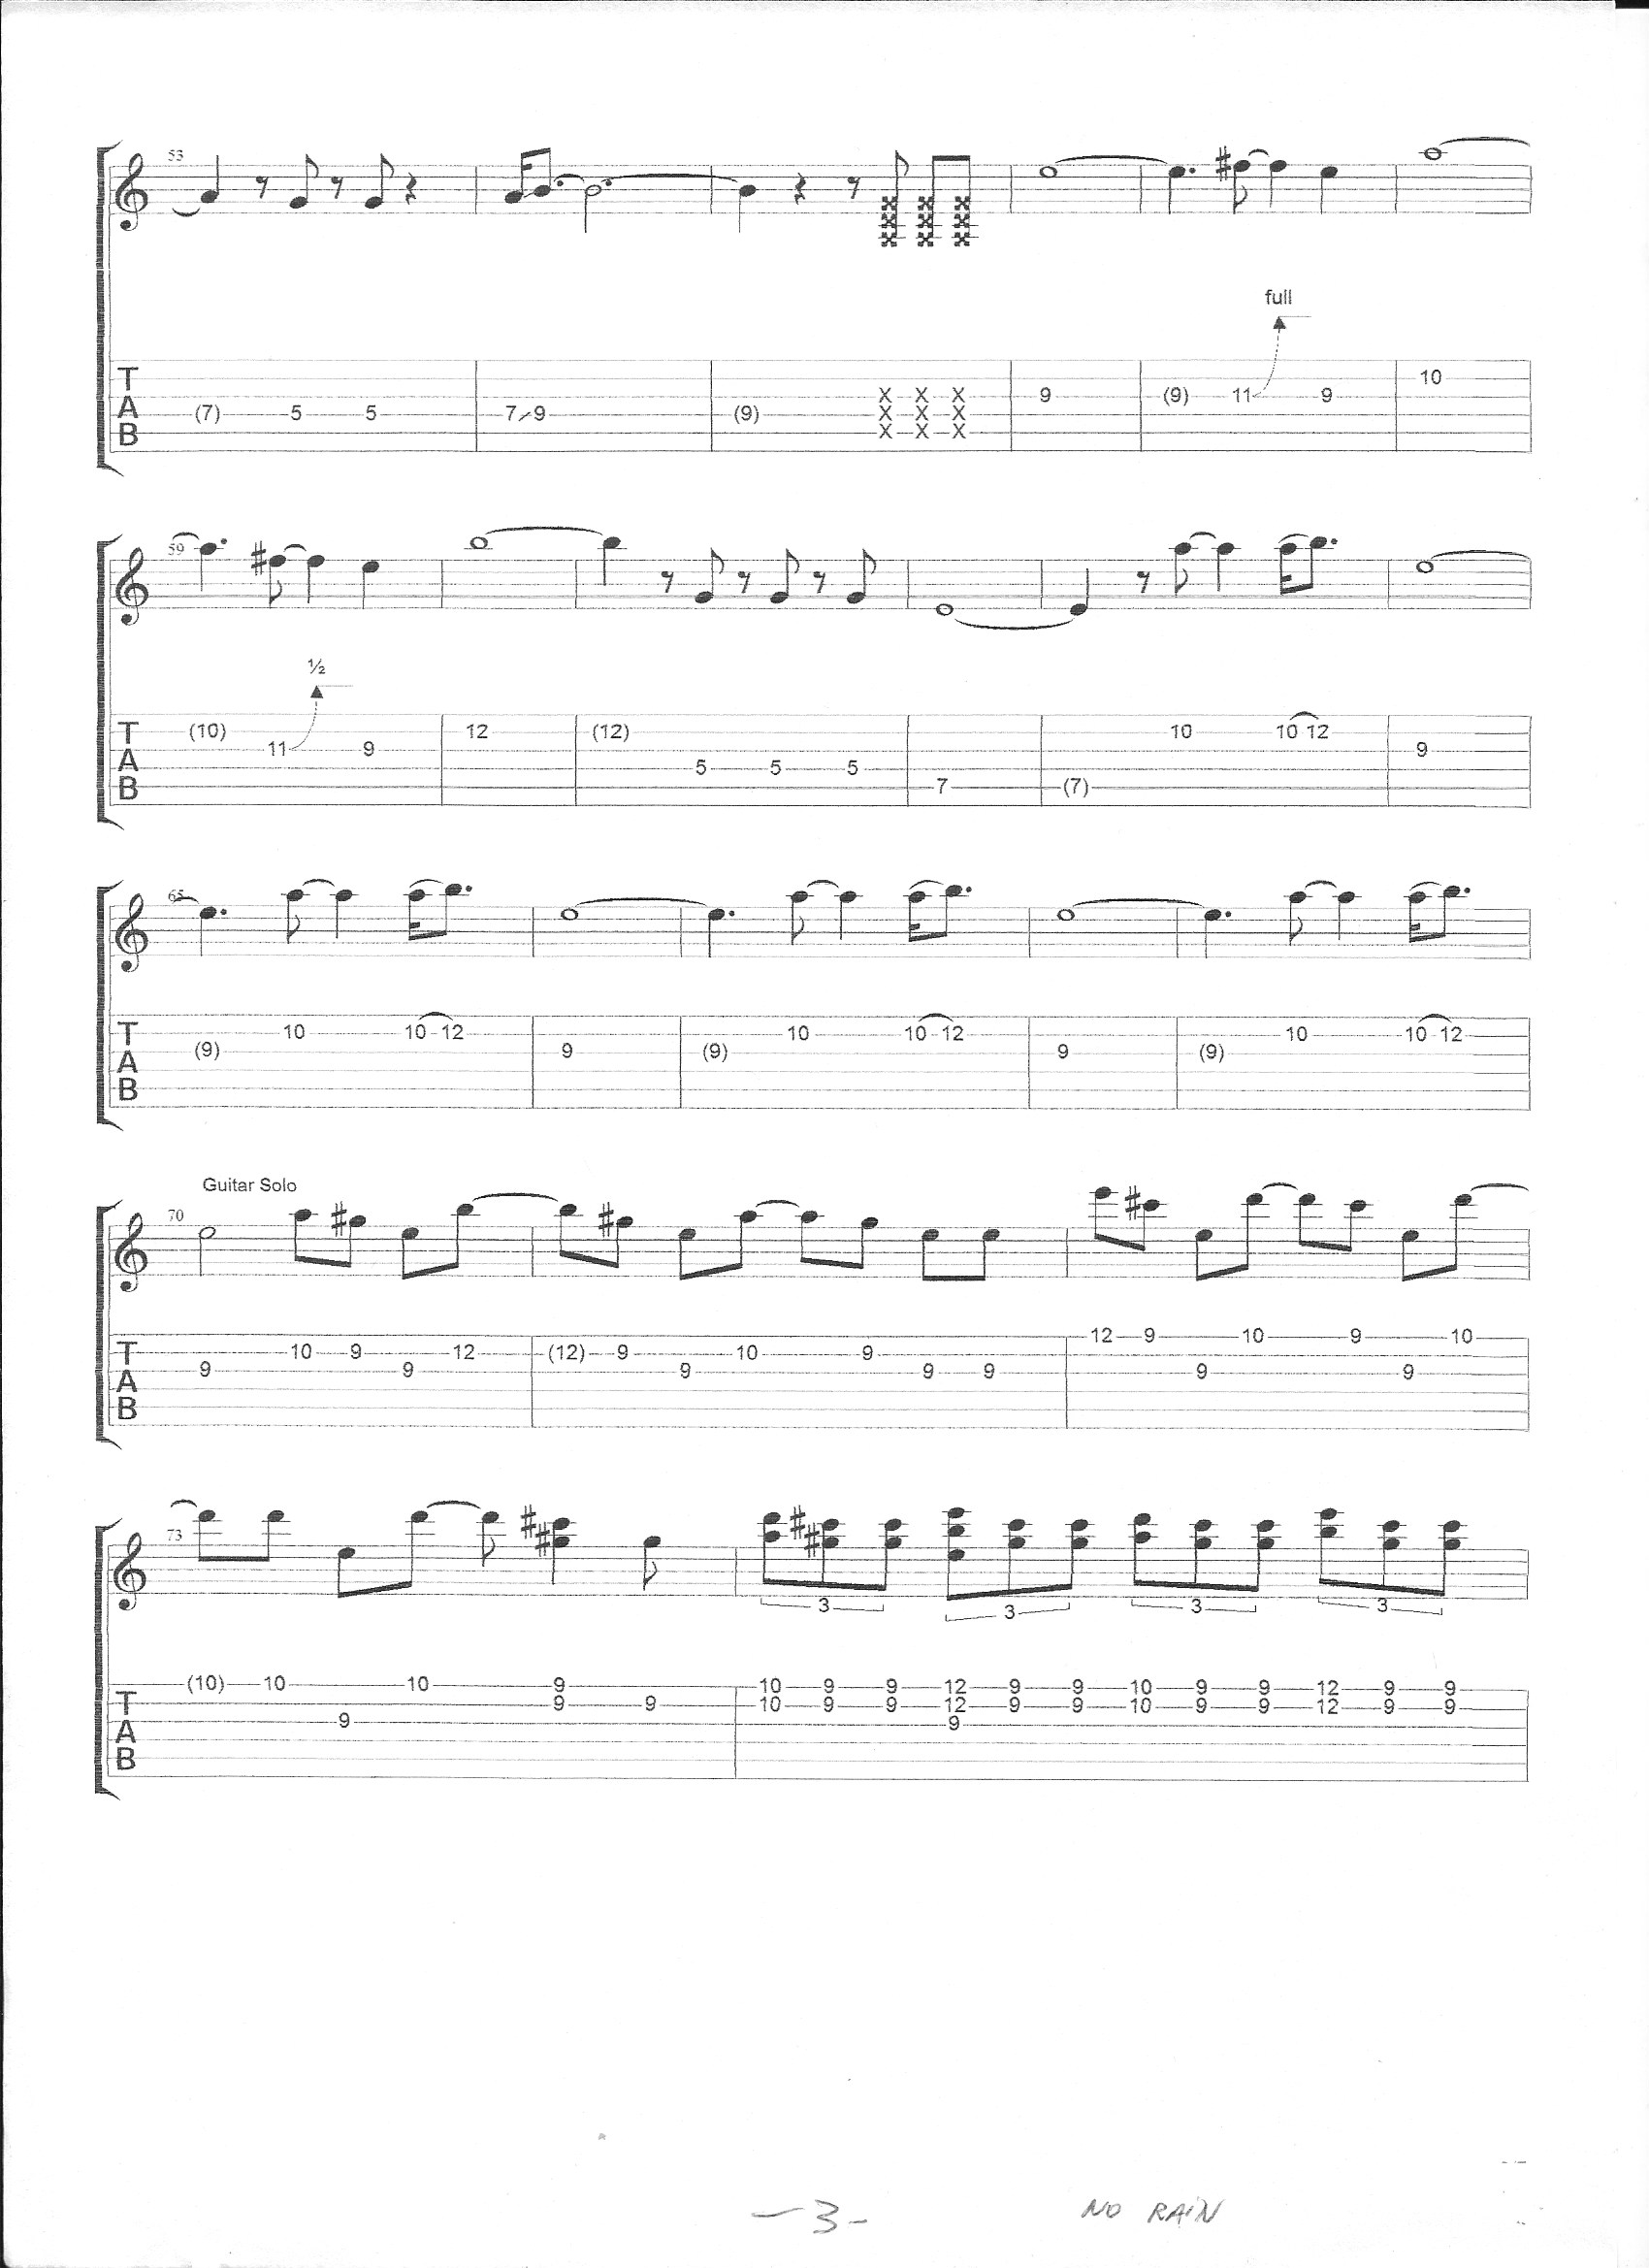 53
full
T A B (7) 5 5 7 9 (9) X X X 9 (9) 11 9 10
X X X
X X X
59
½
T A B (10) 11 9 12 (12) 5 5 5 7 (7) 10 10 12 9
65
T A B (9) 10 10 12 9 (9) 10 10 12 9 (9) 10 10 12
Guitar Solo
70
T A B 9 10 9 9 12 (12) 9 9 10 9 9 9 12 9 9 10 9 9 10
73
3 3 3 3
(10) 10 10 9 10 9 9 12 9 9 10 9 9 12 9 9
T A B 9 9 10 9 9 12 9 9 10 9 9 12 9 9
9 9
-3- NO RAIN